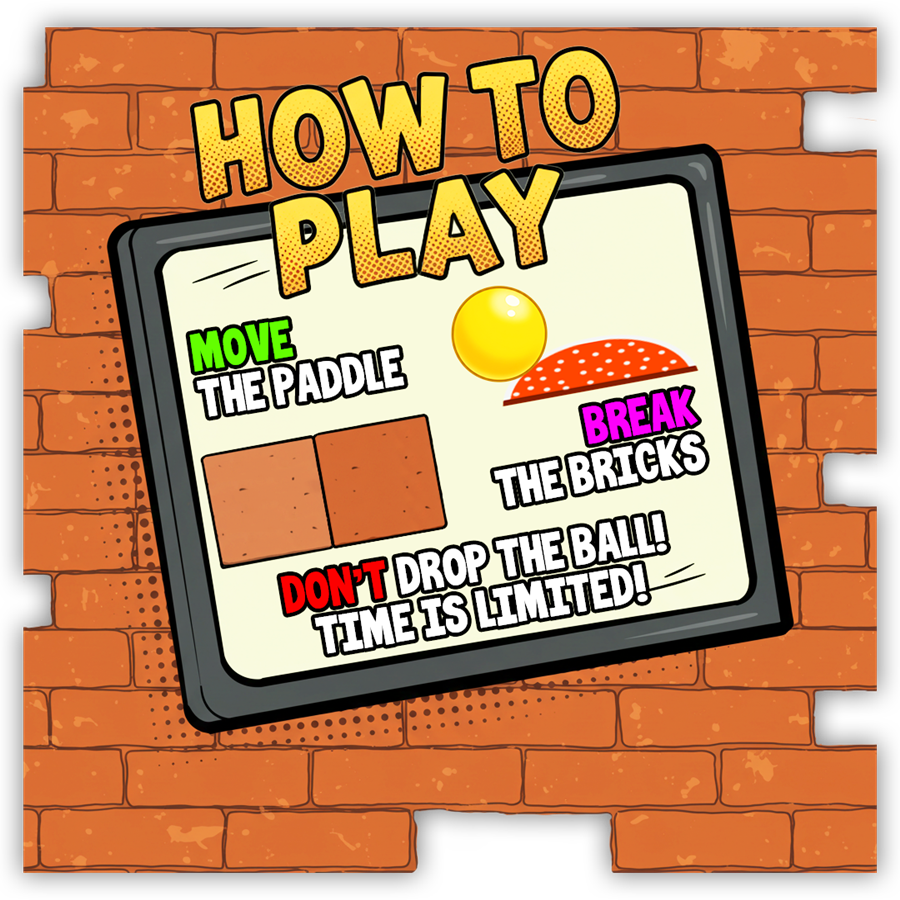 HOW TO
PLAY
MOVE
THE PADDLE
BREAK
THE BRICKS
DON'T DROP THE BALL!
TIME IS LIMITED!